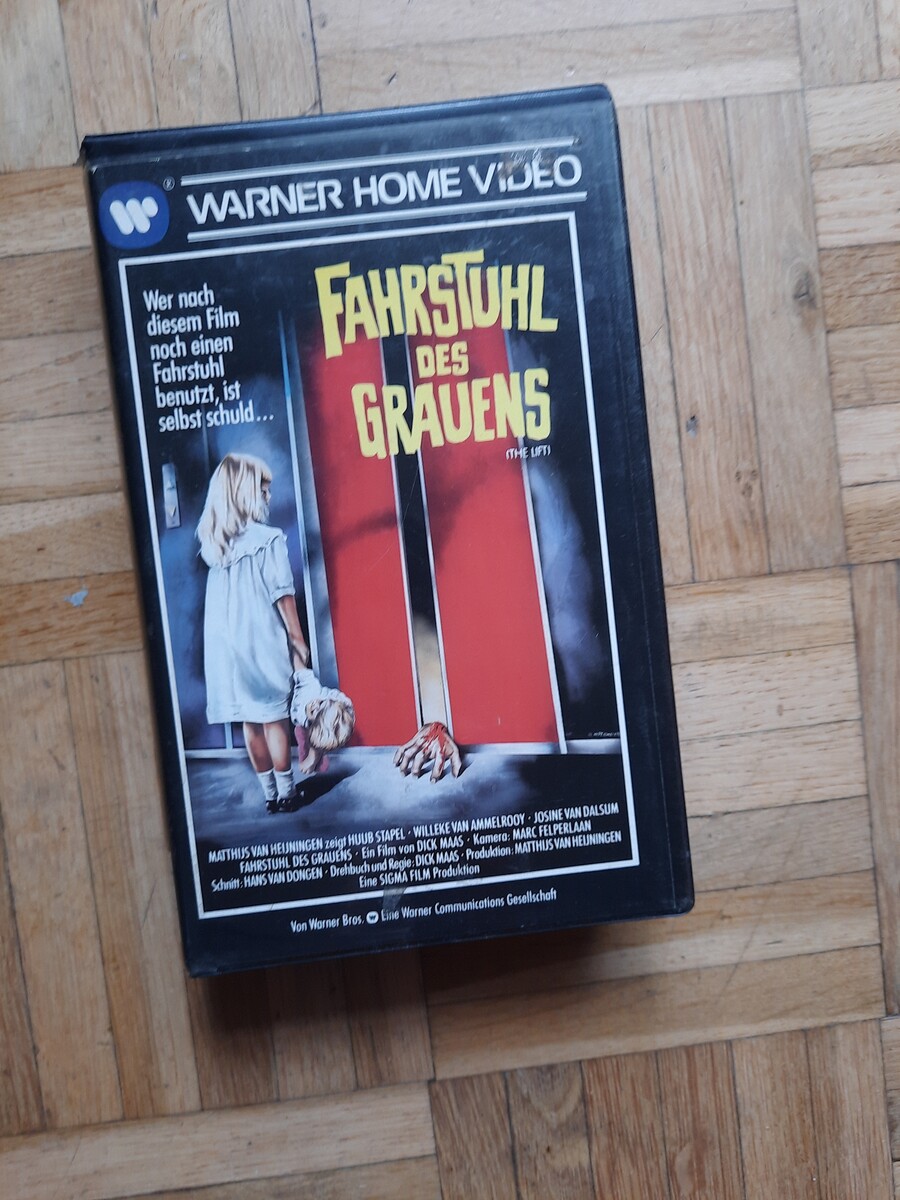 W ®
WARNER HOME VIDEO
Wer nach
diesem Film
noch einen
Fahrstuhl
benutzt, ist
selbst schuld...
FAHRSTUHL
DES
GRAUENS
(THE LIFT)
MATTHIJS VAN HEIJNINGEN zeigt HUUB STAPEL · WILLEKE VAN AMMELROOY · JOSINE VAN DALSUM
FAHRSTUHL DES GRAUENS · Ein Film von DICK MAAS · Kamera: MARC FELPERLAAN
Schnitt: HANS VAN DONGEN · Drehbuch und Regie: DICK MAAS · Produktion: MATTHIJS VAN HEIJNINGEN
Eine SIGMA FILM Produktion
Von Warner Bros. W Eine Warner Communications Gesellschaft